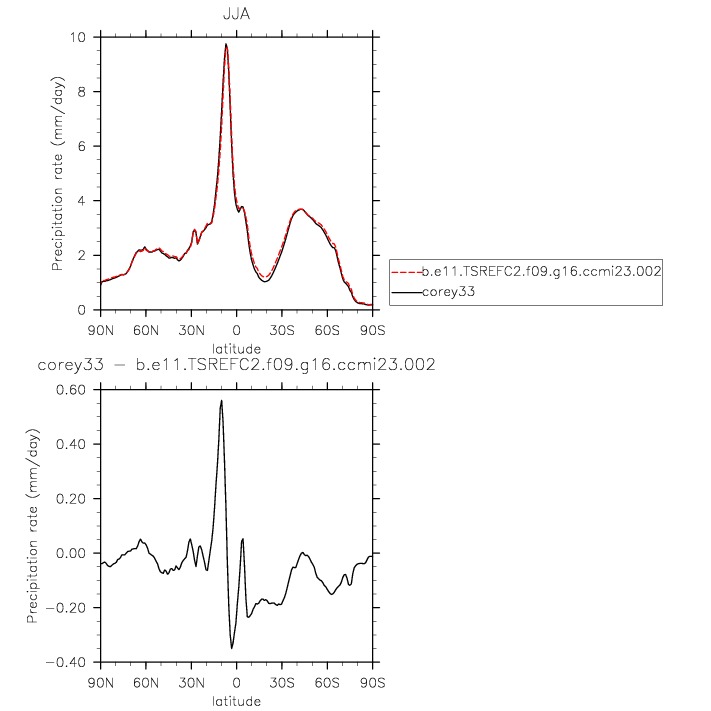 JJA
Precipitation rate (mm/day)
10
8
6
4
2
0
90N 60N 30N 0 30S 60S 90S
latitude
b.e11.TSREFC2.f09.g16.ccmi23.002
corey33
corey33 − b.e11.TSREFC2.f09.g16.ccmi23.002
Precipitation rate (mm/day)
0.60
0.40
0.20
0.00
−0.20
−0.40
90N 60N 30N 0 30S 60S 90S
latitude